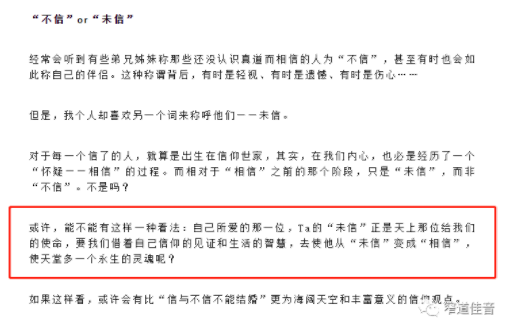 “不信”or“未信”
经常会听到有些弟兄姊妹称那些还没认识真道而相信的人为“不信”，甚至有时也会如
此称自己的伴侣。这种称谓背后，有时是轻视、有时是遗憾、有时是伤心……
但是，我个人却喜欢另一个词来称呼他们——未信。
对于每一个信了的人，就算是出生在信仰世家，其实，在我们内心，也必是经历了一个
“怀疑——相信”的过程。而相对于“相信”之前的那个阶段，只是“未信”，而非
“不信”。不是吗？
或许，能不能有这样一种看法：自己所爱的那一位，Ta的“未信”正是天上那位给我们
的使命，要我们借着自己信仰的见证和生活的智慧，去使他从“未信”变成“相信”，
使天堂多一个永生的灵魂呢？
如果这样看，或许会有比“信与不信不能结婚”更为海阔天空和丰富意义的信仰观点。
窄道佳音